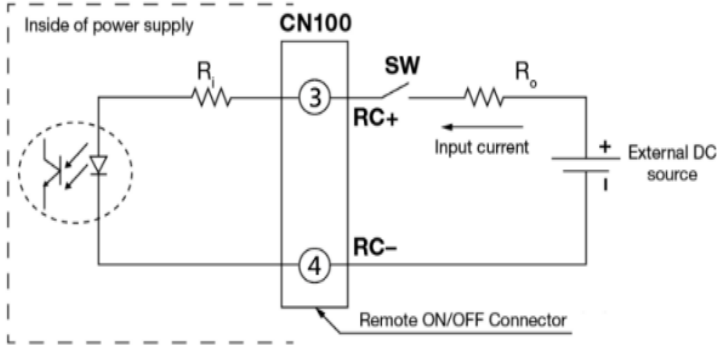 Inside of power supply
CN100
Ri
3
SW
Ro
RC+
Input current
+
External DC
source
RC−
4
Remote ON/OFF Connector